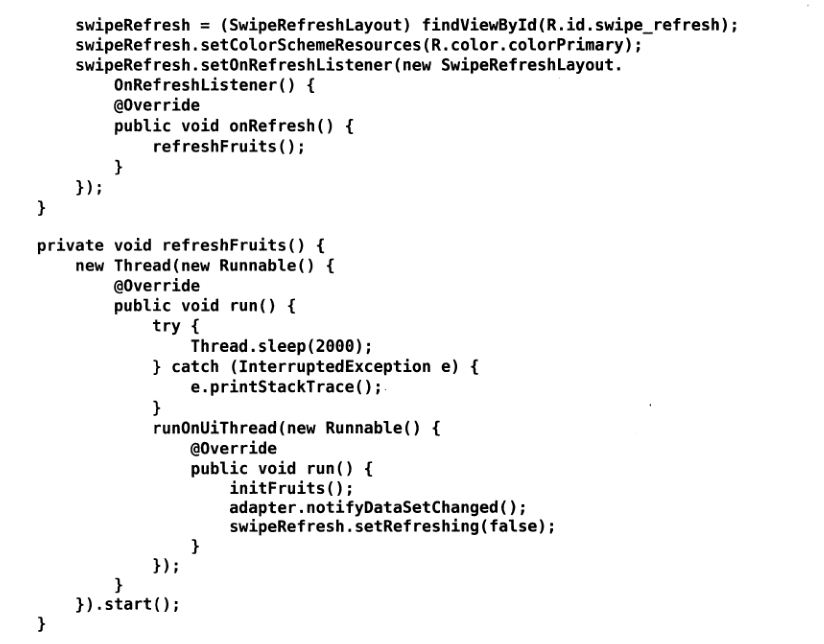 swipeRefresh = (SwipeRefreshLayout) findViewById(R.id.swipe_refresh);
swipeRefresh.setColorSchemeResources(R.color.colorPrimary);
swipeRefresh.setOnRefreshListener(new SwipeRefreshLayout.
OnRefreshListener() {
@Override
public void onRefresh() {
refreshFruits();
}
});
}
private void refreshFruits() {
new Thread(new Runnable() {
@Override
public void run() {
try {
Thread.sleep(2000);
} catch (InterruptedException e) {
e.printStackTrace();
}
runOnUiThread(new Runnable() {
@Override
public void run() {
initFruits();
adapter.notifyDataSetChanged();
swipeRefresh.setRefreshing(false);
}
});
}
}).start();
}